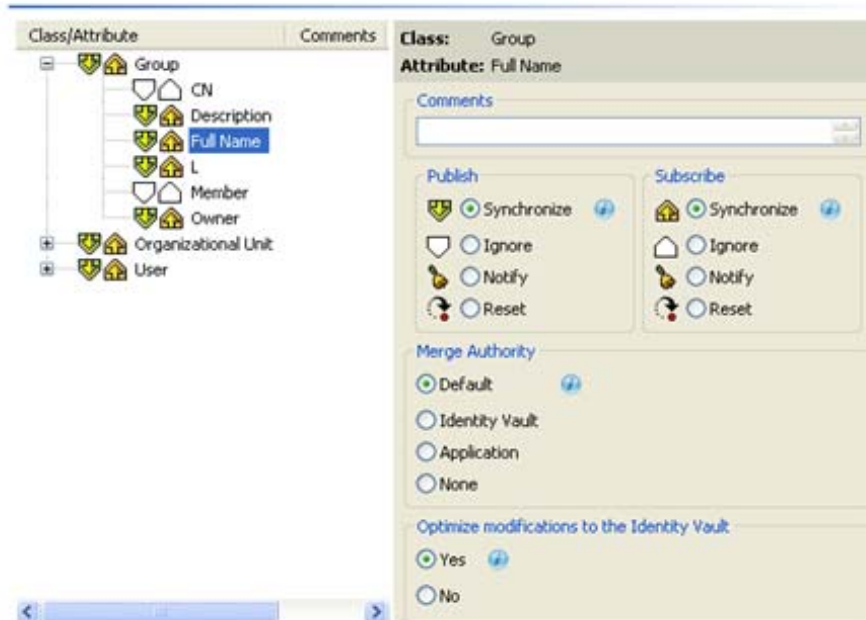 Class/Attribute Comments
Group
CN
Description
Full Name
L
Member
Owner
Organizational Unit
User
Class: Group
Attribute: Full Name
Comments
Publish
Synchronize
Ignore
Notify
Reset
Subscribe
Synchronize
Ignore
Notify
Reset
Merge Authority
Default
Identity Vault
Application
None
Optimize modifications to the Identity Vault
Yes
No